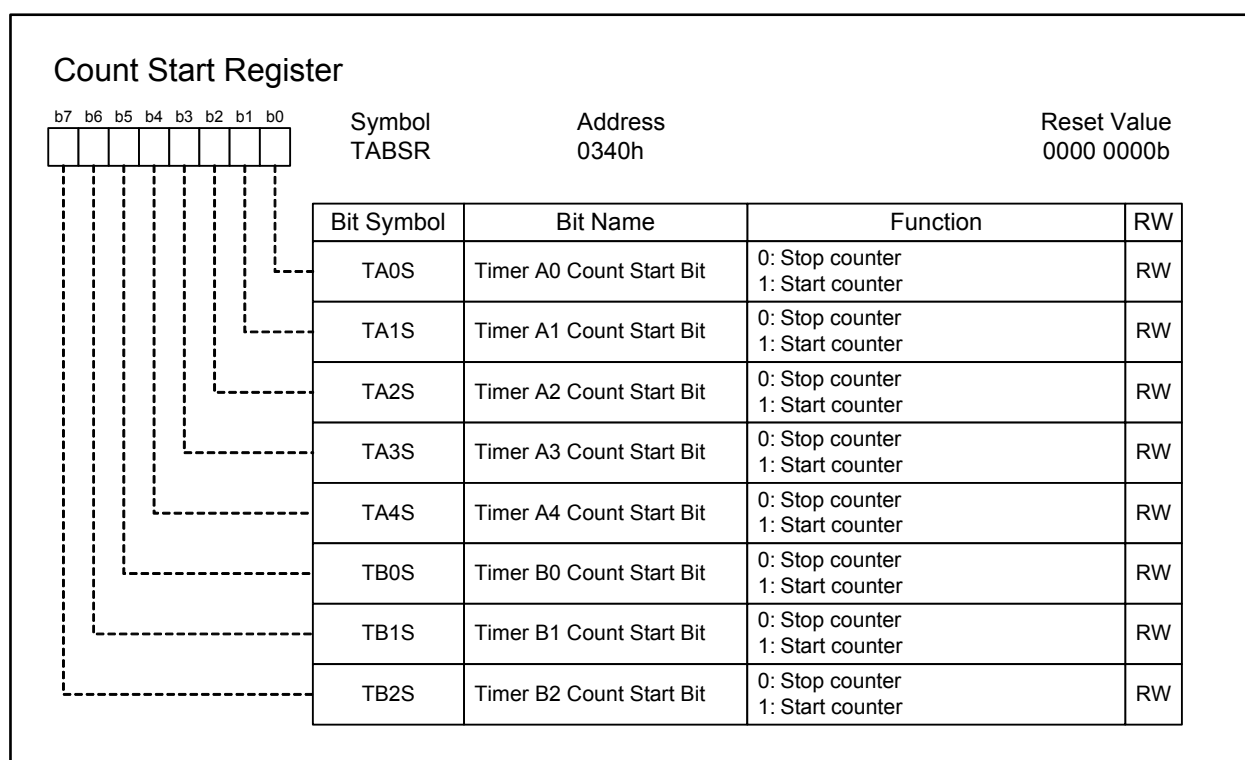 Count Start Register
b7 b6 b5 b4 b3 b2 b1 b0
Symbol Address Reset Value
TABSR 0340h 0000 0000b
Bit Symbol Bit Name Function RW
TA0S Timer A0 Count Start Bit 0: Stop counter
1: Start counter RW
TA1S Timer A1 Count Start Bit 0: Stop counter
1: Start counter RW
TA2S Timer A2 Count Start Bit 0: Stop counter
1: Start counter RW
TA3S Timer A3 Count Start Bit 0: Stop counter
1: Start counter RW
TA4S Timer A4 Count Start Bit 0: Stop counter
1: Start counter RW
TB0S Timer B0 Count Start Bit 0: Stop counter
1: Start counter RW
TB1S Timer B1 Count Start Bit 0: Stop counter
1: Start counter RW
TB2S Timer B2 Count Start Bit 0: Stop counter
1: Start counter RW